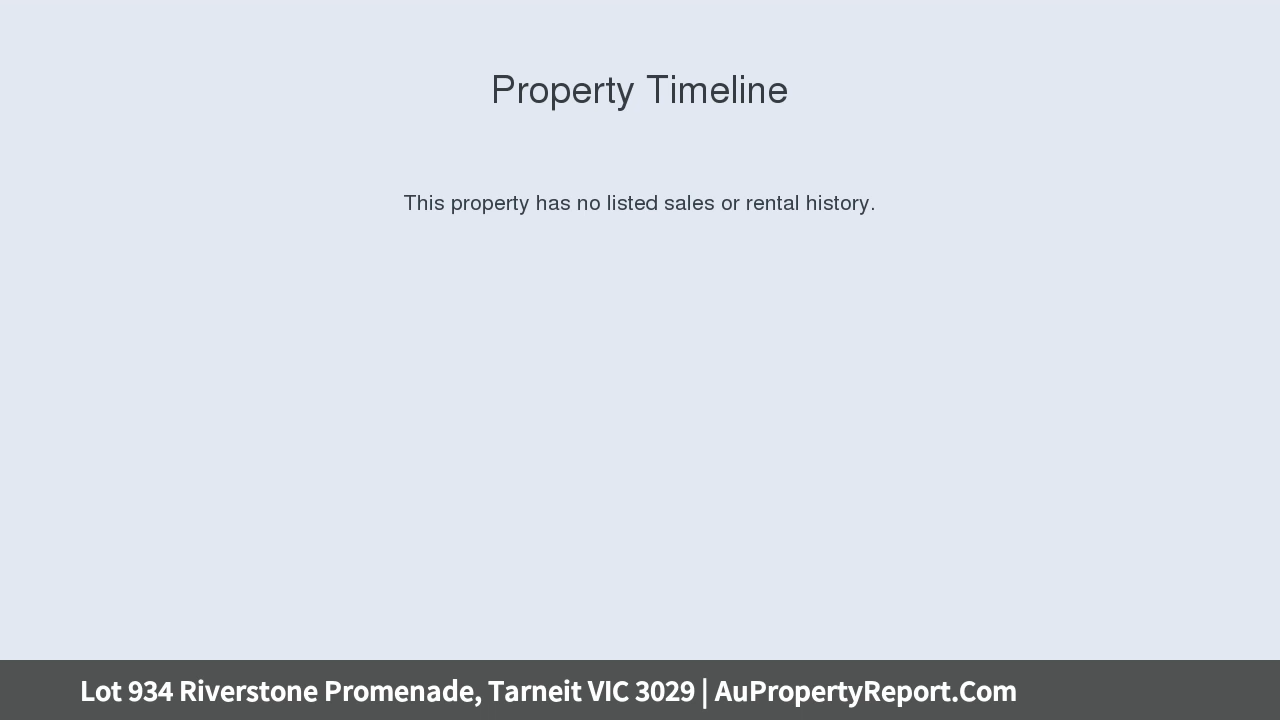 Property Timeline
This property has no listed sales or rental history.
Lot 934 Riverstone Promenade, Tarneit VIC 3029 | AuPropertyReport.Com